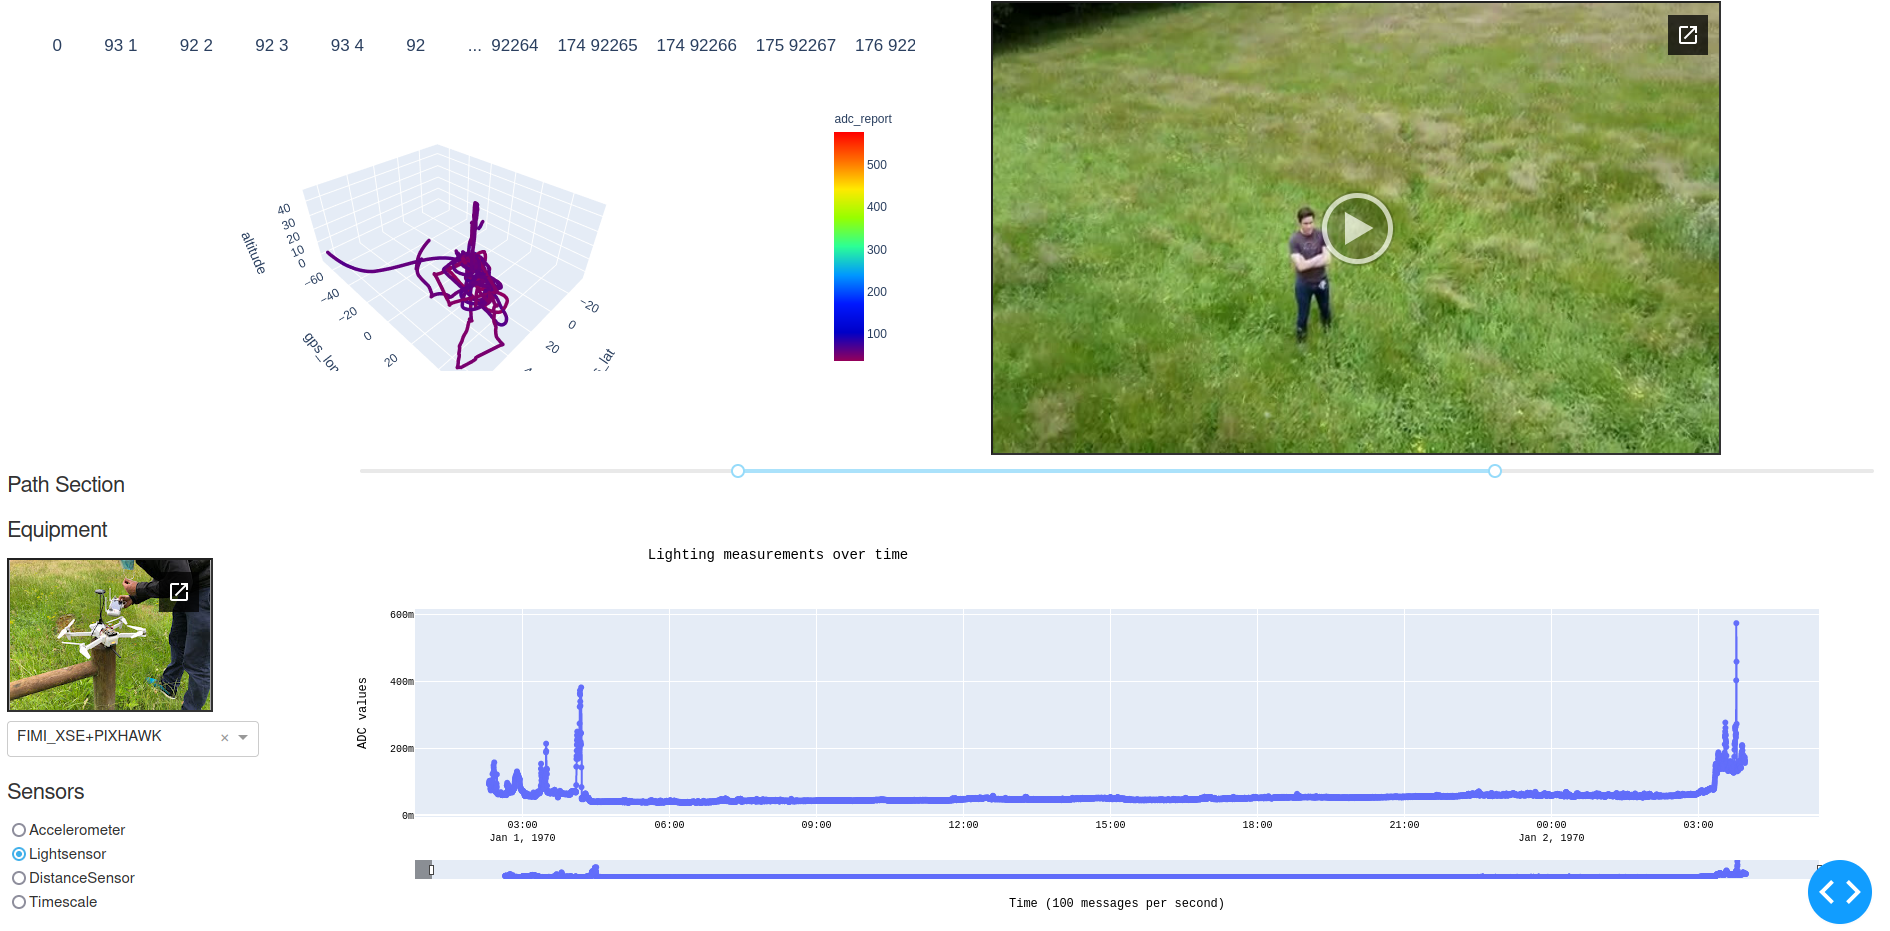 0 93 1 92 2 92 3 93 4 92 ... 92264 174 92265 174 92266 175 92267 176 922
adc_report
500
400
300
200
100
altitude
40
30
20
10
0
−60
−40
−20
0
20
gps_lon
−20
0
20
_lat
Path Section
Equipment
FIMI_XSE+PIXHAWK × 
Sensors
Accelerometer
Lightsensor
DistanceSensor
Timescale
Lighting measurements over time
ADC values
600m
400m
200m
0m
03:00 06:00 09:00 12:00 15:00 18:00 21:00 00:00 03:00
Jan 1, 1970 Jan 2, 1970
Time (100 messages per second)